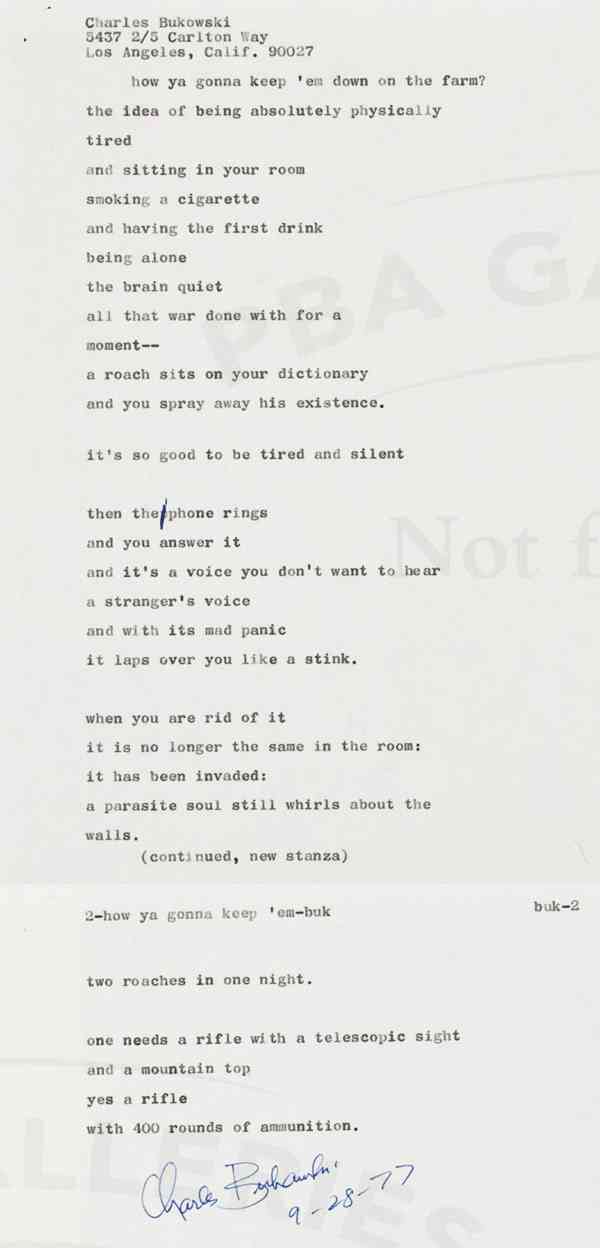 Charles Bukowski
5437 2/5 Carlton Way
Los Angeles, Calif. 90027
how ya gonna keep 'em down on the farm?
the idea of being absolutely physically
tired
and sitting in your room
smoking a cigarette
and having the first drink
being alone
the brain quiet
all that war done with for a
moment--
a roach sits on your dictionary
and you spray away his existence.
it's so good to be tired and silent
then the phone rings
and you answer it
and it's a voice you don't want to hear
a stranger's voice
and with its mad panic
it laps over you like a stink.
when you are rid of it
it is no longer the same in the room:
it has been invaded:
a parasite soul still whirls about the
walls.
(continued, new stanza)
2-how ya gonna keep 'em-buk buk-2
two roaches in one night.
one needs a rifle with a telescopic sight
and a mountain top
yes a rifle
with 400 rounds of ammunition.
Charles Bukowski.
9-28-77
PBA GA
Not f
ALLERIES